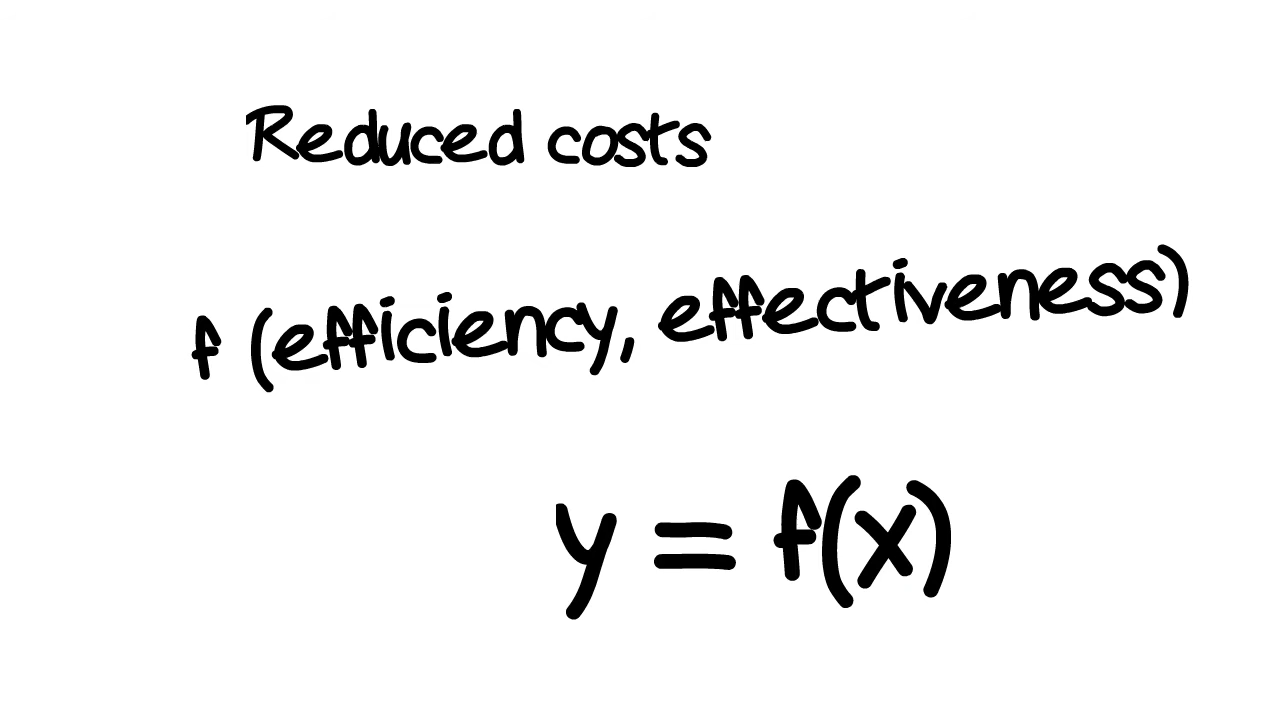 Reduced costs
f (efficiency, effectiveness)
y = f(x)